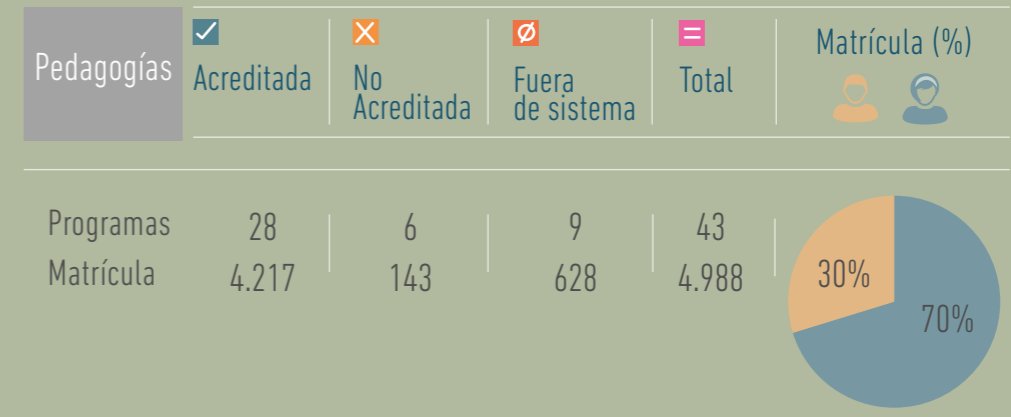 Pedagogías
Acreditada
No
Acreditada
Fuera
de sistema
Total
Matrícula (%)
Programas 28 6 9 43
Matrícula 4.217 143 628 4.988
30%
70%